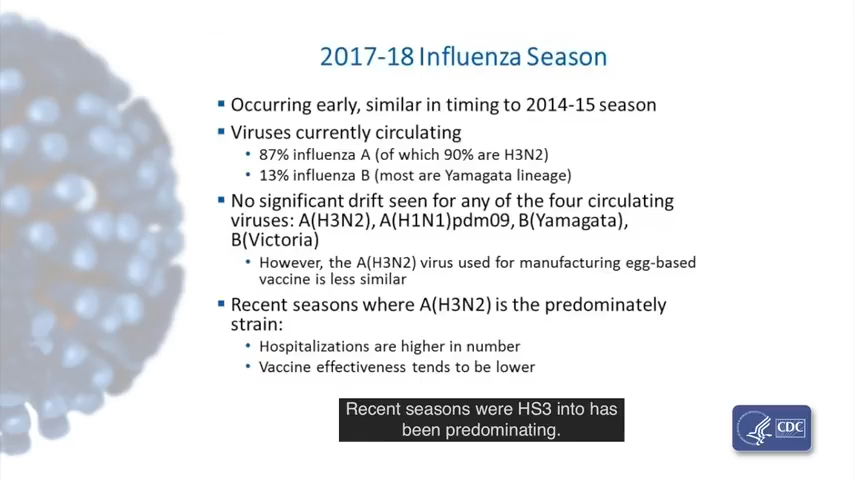 2017-18 Influenza Season
▪ Occurring early, similar in timing to 2014-15 season
▪ Viruses currently circulating
• 87% influenza A (of which 90% are H3N2)
• 13% influenza B (most are Yamagata lineage)
▪ No significant drift seen for any of the four circulating
viruses: A(H3N2), A(H1N1)pdm09, B(Yamagata),
B(Victoria)
• However, the A(H3N2) virus used for manufacturing egg-based
vaccine is less similar
▪ Recent seasons where A(H3N2) is the predominately
strain:
• Hospitalizations are higher in number
• Vaccine effectiveness tends to be lower
Recent seasons were HS3 into has
been predominating.
CDC